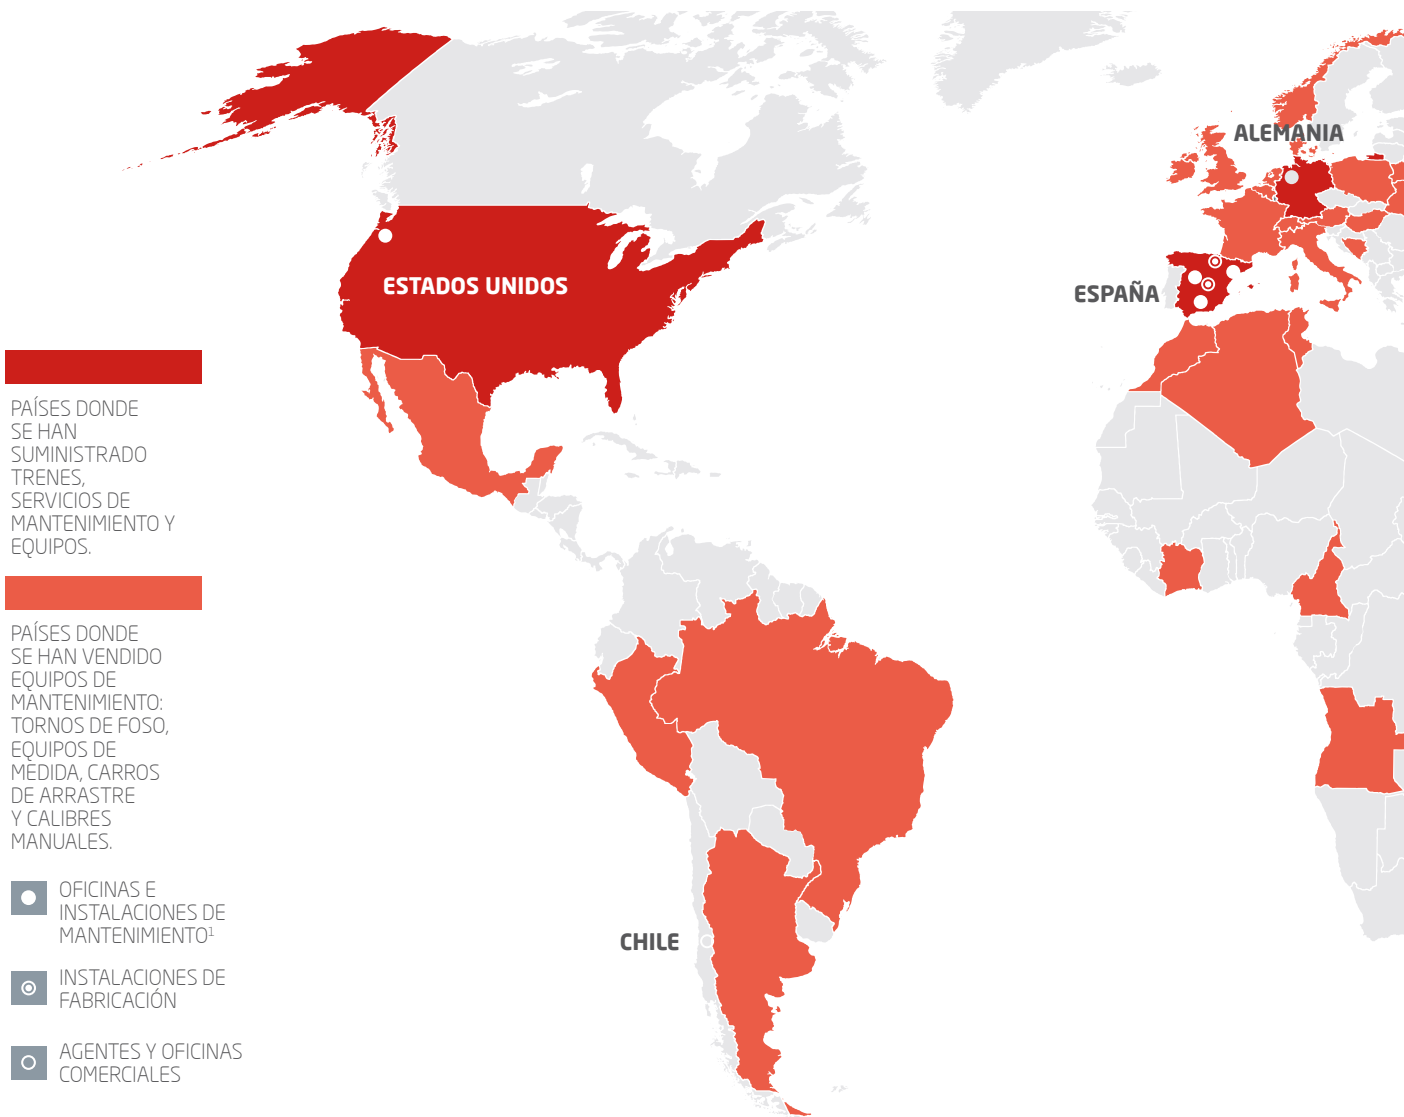 ALEMANIA
ESTADOS UNIDOS
ESPAÑA
PAÍSES DONDE
SE HAN
SUMINISTRADO
TRENES,
SERVICIOS DE
MANTENIMIENTO Y
EQUIPOS.
PAÍSES DONDE
SE HAN VENDIDO
EQUIPOS DE
MANTENIMIENTO:
TORNOS DE FOSO,
EQUIPOS DE
MEDIDA, CARROS
DE ARRASTRE
Y CALIBRES
MANUALES.
OFICINAS E
INSTALACIONES DE
MANTENIMIENTO¹
CHILE
INSTALACIONES DE
FABRICACIÓN
AGENTES Y OFICINAS
COMERCIALES